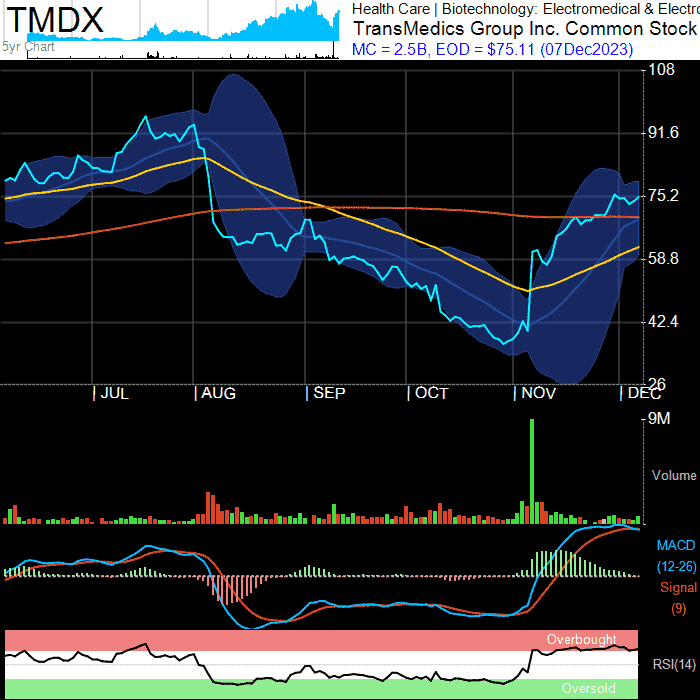 TMDX
5yr Chart
Health Care | Biotechnology: Electromedical & Electro
TransMedics Group Inc. Common Stock
MC = 2.5B, EOD = $75.11 (07Dec2023)
108
91.6
75.2
58.8
42.4
26
| JUL | AUG | SEP | OCT | NOV | DEC
9M
Volume
MACD
(12-26)
Signal
(9)
Overbought
RSI(14)
Oversold